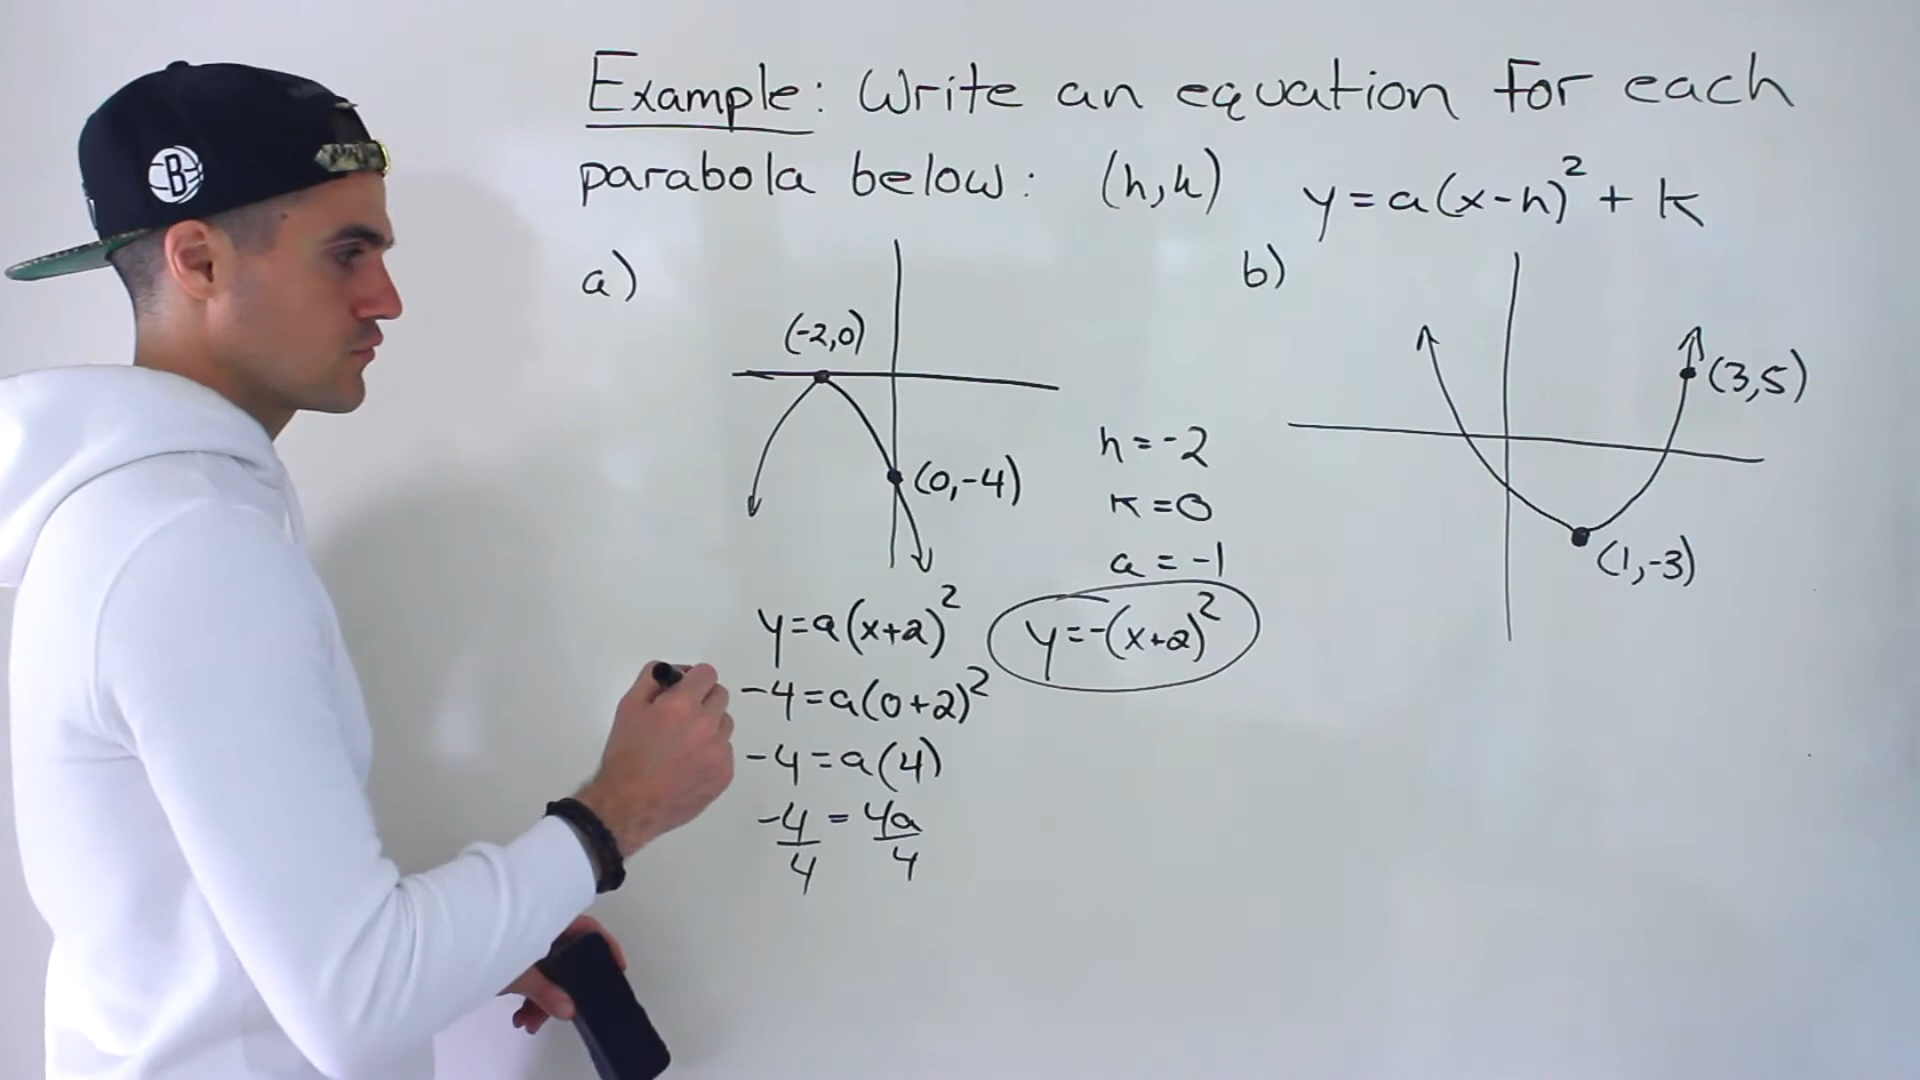 Example: Write an equation for each
parabola below: (h,k) y=a(x-h)² + k
a)
(-2,0)
(0,-4)
h=-2
k=0
a=-1
y=a(x+2)²
-4=a(0+2)²
-4=a(4)
-4/4 = 4a/4
y=-(x+2)²
b)
(3,5)
(1,-3)
B